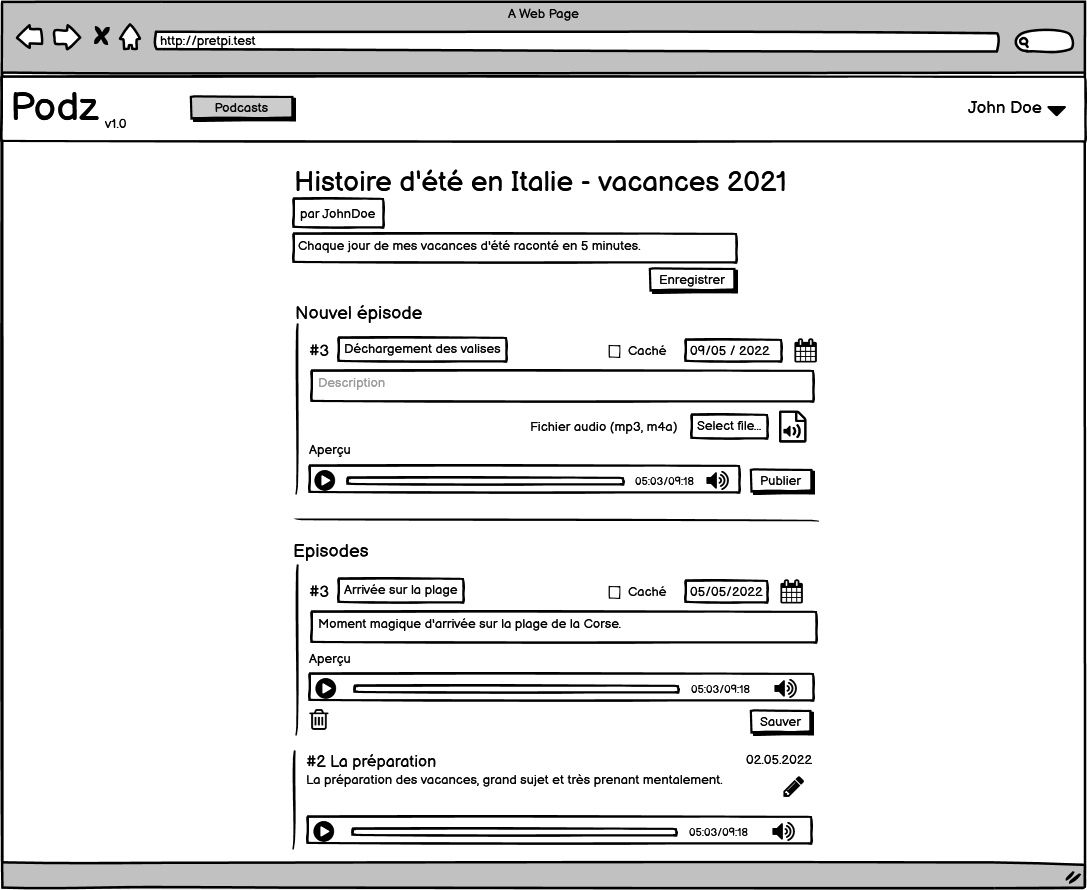 A Web Page
http://pretpi.test
Podz v1.0
Podcasts
John Doe
Histoire d'été en Italie - vacances 2021
par JohnDoe
Chaque jour de mes vacances d'été raconté en 5 minutes.
Enregistrer
Nouvel épisode
#3 Déchargement des valises Caché 09/05 / 2022
Description
Fichier audio (mp3, m4a) Select file...
Aperçu
05:03/09:18 Publier
Episodes
#3 Arrivée sur la plage Caché 05/05/2022
Moment magique d'arrivée sur la plage de la Corse.
Aperçu
05:03/09:18
Sauver
#2 La préparation 02.05.2022
La préparation des vacances, grand sujet et très prenant mentalement.
05:03/09:18